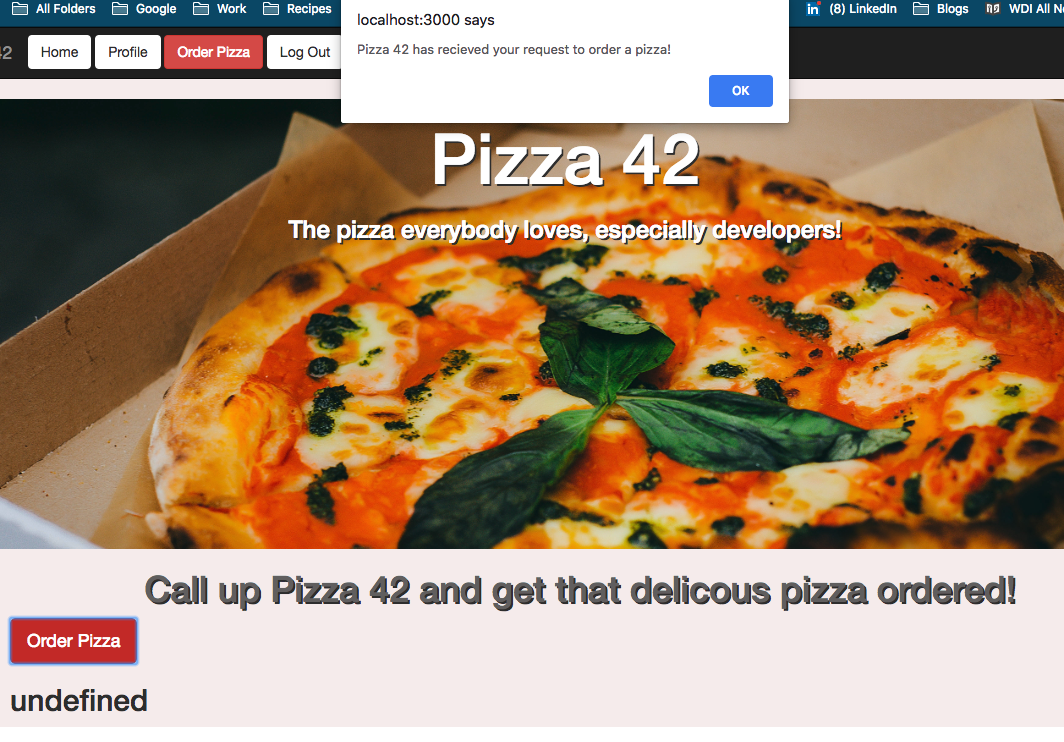 All Folders Google Work Recipes
(8) LinkedIn Blogs WDI All No
localhost:3000 says
Pizza 42 has recieved your request to order a pizza!
OK
42 Home Profile Order Pizza Log Out
Pizza 42
The pizza everybody loves, especially developers!
Call up Pizza 42 and get that delicous pizza ordered!
Order Pizza
undefined